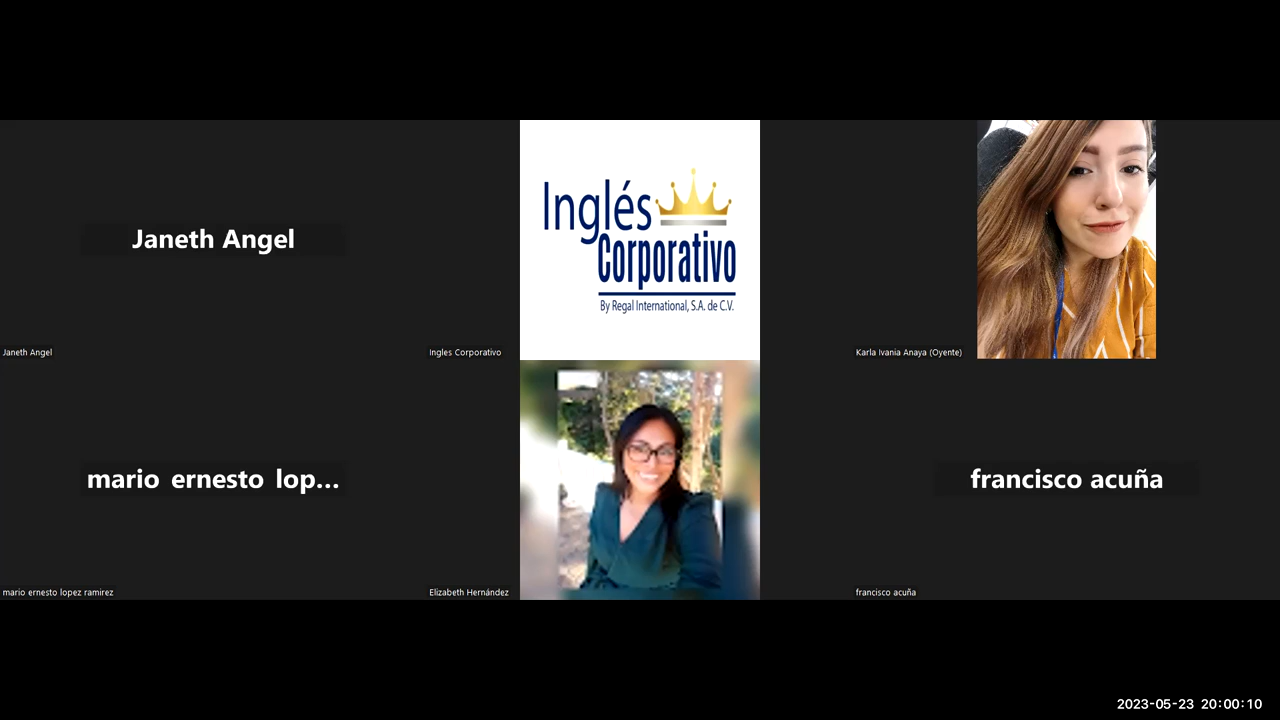 Janeth Angel
Janeth Angel
Inglés
Corporativo
By Regal International, S.A. de C.V.
Ingles Corporativo
Karla Ivania Anaya (Oyente)
mario ernesto lop...
mario ernesto lopez ramirez
Elizabeth Hernández
francisco acuña
francisco acuña
2023-05-23 20:00:10